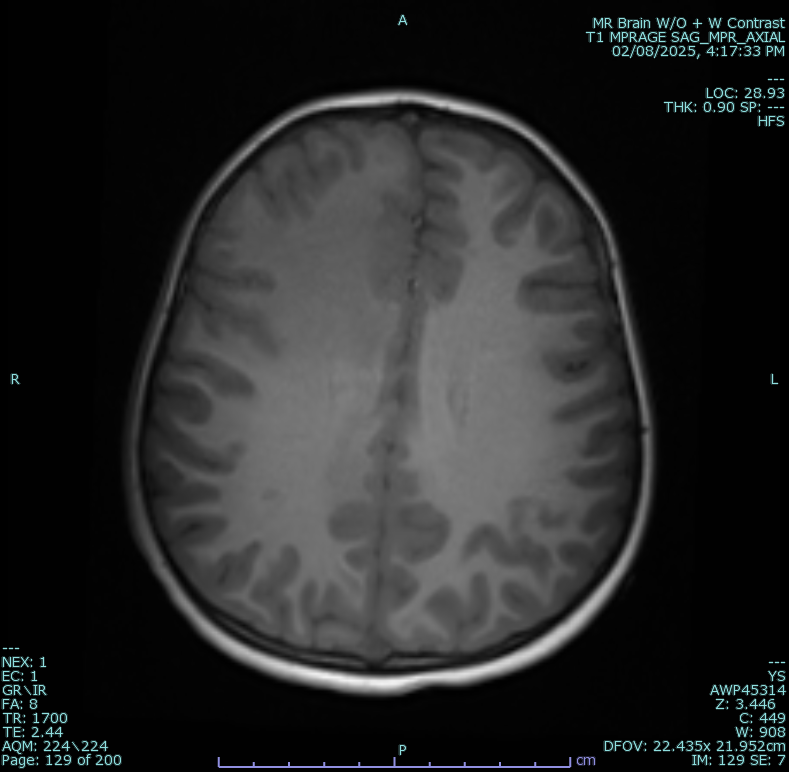 A
MR Brain W/O + W Contrast
T1 MPRAGE SAG_MPR_AXIAL
02/08/2025, 4:17:33 PM
---
LOC: 28.93
THK: 0.90 SP: ---
HFS
R
L
---
NEX: 1
EC: 1
GR\IR
FA: 8
TR: 1700
TE: 2.44
AQM: 224\224
Page: 129 of 200
P
cm
---
YS
AWP45314
Z: 3.446
C: 449
W: 908
DFOV: 22.435x 21.952cm
IM: 129 SE: 7